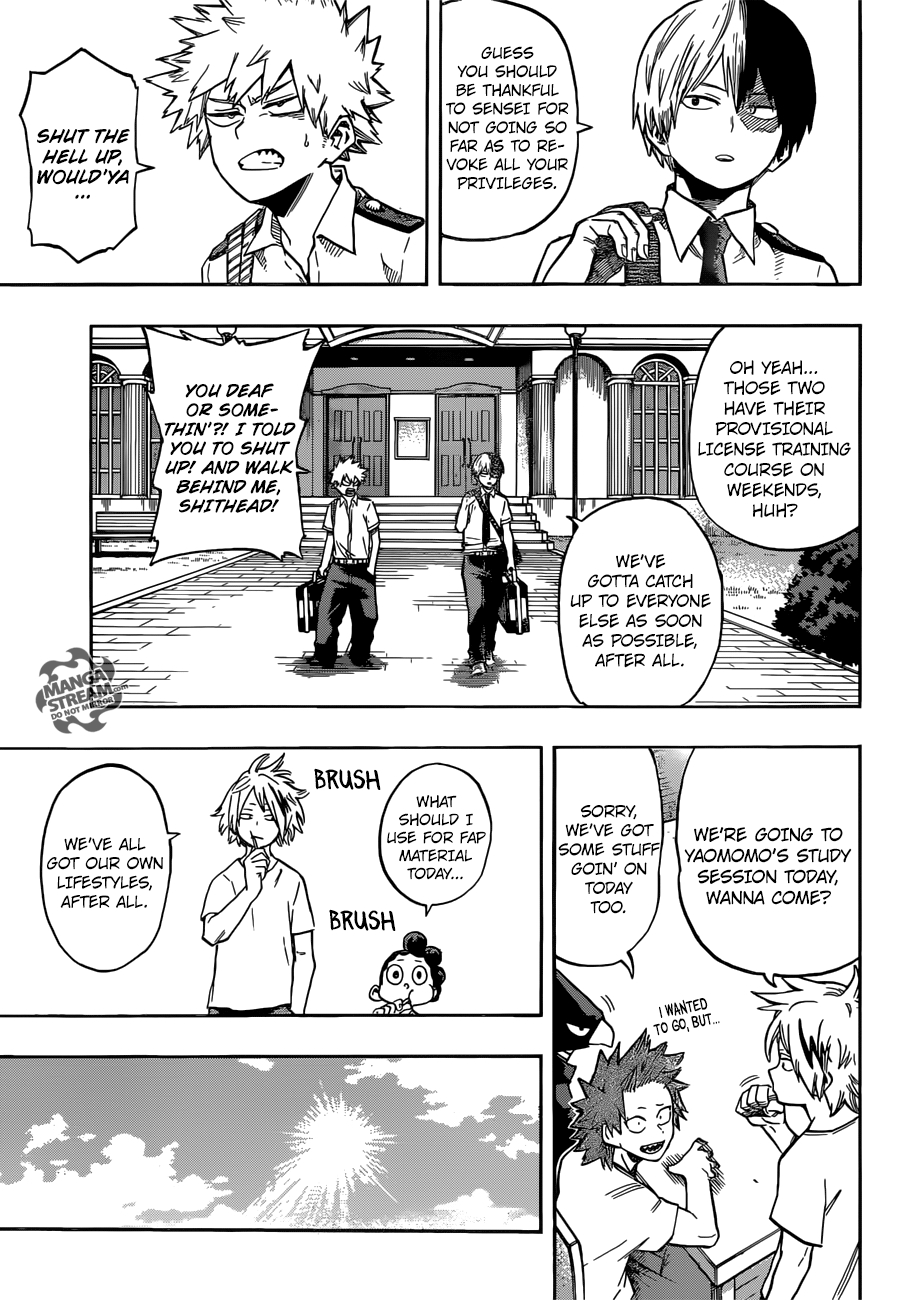 GUESS
YOU SHOULD
BE THANKFUL
TO SENSEI FOR
NOT GOING SO
FAR AS TO RE-
VOKE ALL YOUR
PRIVILEGES.
SHUT THE
HELL UP,
WOULD'YA
...
OH YEAH...
THOSE TWO
HAVE THEIR
PROVISIONAL
LICENSE TRAINING
COURSE ON
WEEKENDS,
HUH?
WE'VE
GOTTA CATCH
UP TO EVERYONE
ELSE AS SOON
AS POSSIBLE,
AFTER ALL.
YOU DEAF
OR SOME-
THIN'?! I TOLD
YOU TO SHUT
UP! AND WALK
BEHIND ME,
SHITHEAD!
MANGA
STREAM.com
DO NOT MIRROR
WE'RE GOING TO
YAOMOMO'S STUDY
SESSION TODAY,
WANNA COME?
SORRY,
WE'VE GOT
SOME STUFF
GOIN' ON
TODAY
TOO.
I WANTED
TO GO, BUT...
WHAT
SHOULD I
USE FOR FAP
MATERIAL
TODAY...
BRUSH
BRUSH
WE'VE ALL
GOT OUR OWN
LIFESTYLES,
AFTER ALL.